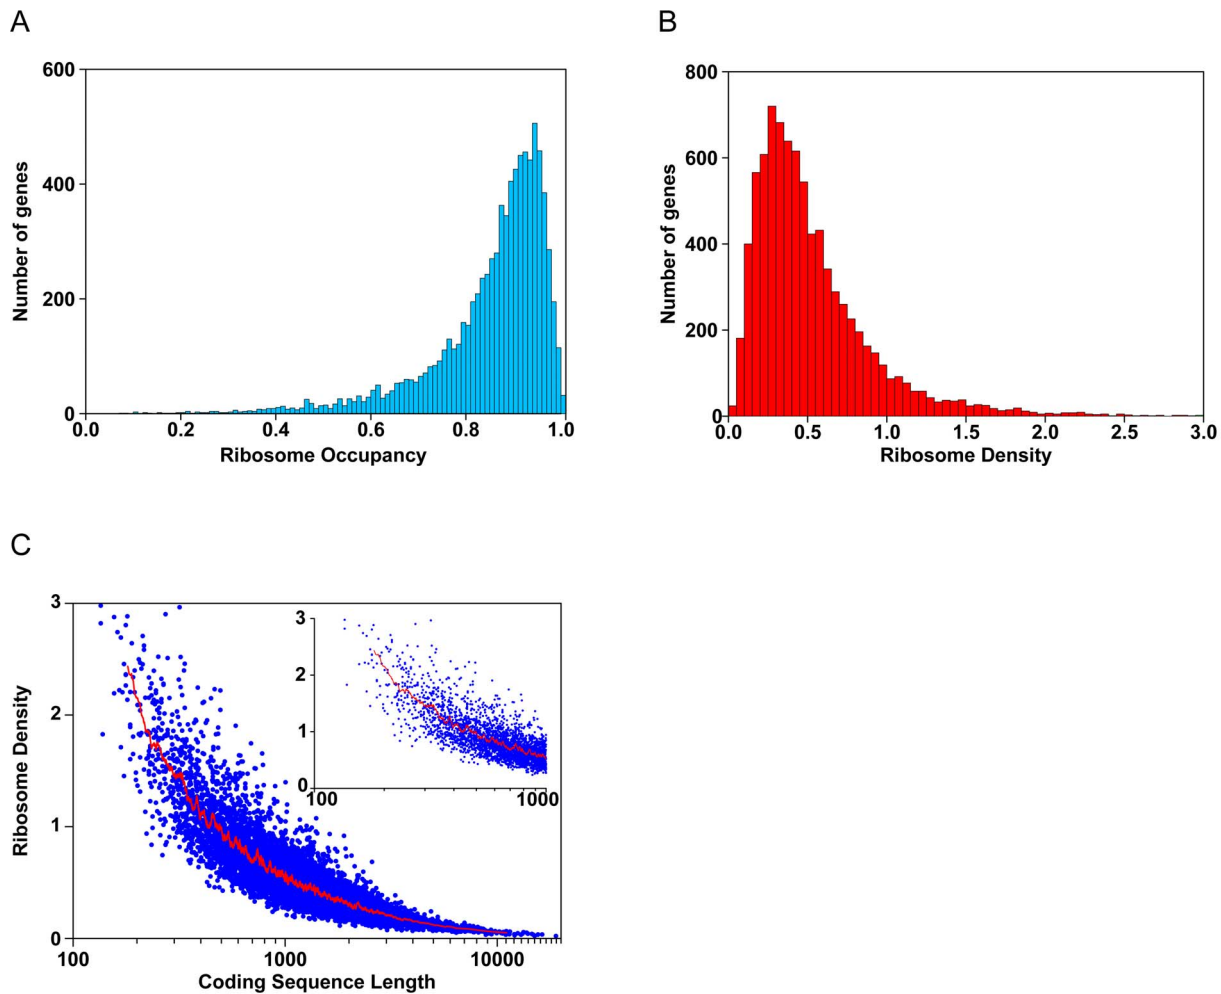 A
600
400
200
0
0.0 0.2 0.4 0.6 0.8 1.0
Number of genes
Ribosome Occupancy
B
800
600
400
200
0
0.0 0.5 1.0 1.5 2.0 2.5 3.0
Number of genes
Ribosome Density
C
3
2
1
0
100 1000 10000
Ribosome Density
Coding Sequence Length
3
2
1
0
100 1000